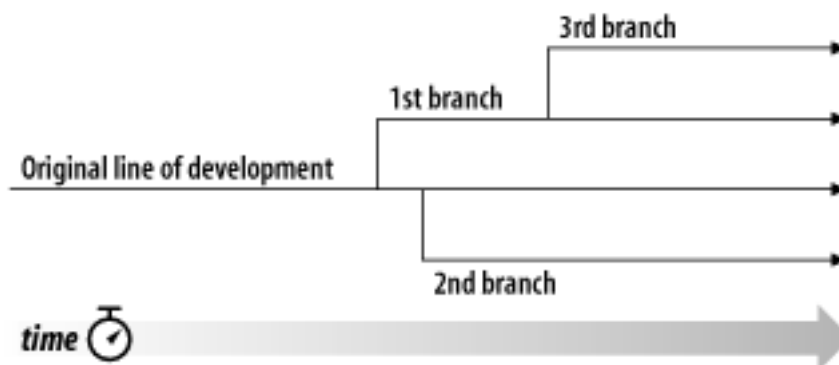 3rd branch
1st branch
Original line of development
2nd branch
time